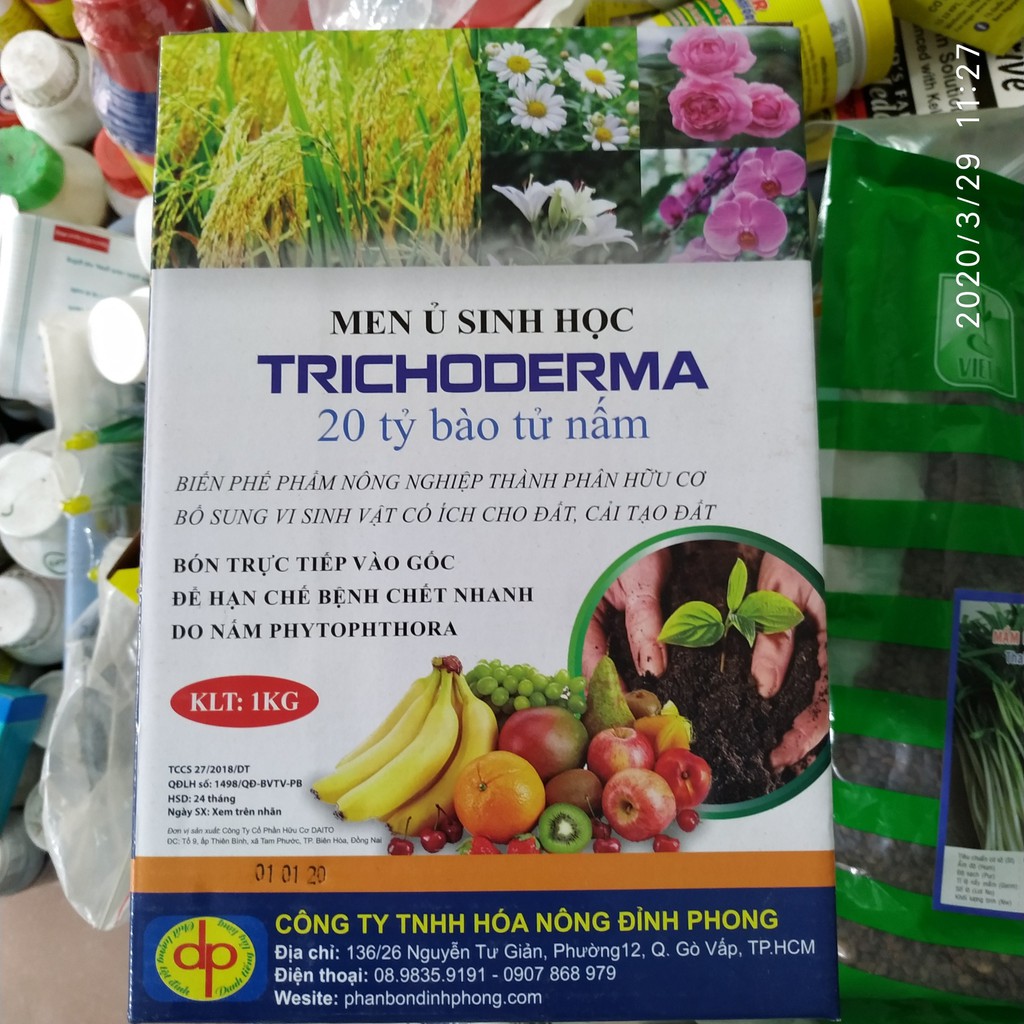 MEN Ủ SINH HỌC
TRICHODERMA
20 tỷ bào tử nấm
BIẾN PHẾ PHẨM NÔNG NGHIỆP THÀNH PHÂN HỮU CƠ
BỔ SUNG VI SINH VẬT CÓ ÍCH CHO ĐẤT, CẢI TẠO ĐẤT
BÓN TRỰC TIẾP VÀO GỐC
ĐỂ HẠN CHẾ BỆNH CHẾT NHANH
DO NẤM PHYTOPHTHORA
KLT: 1KG
TCCS 27/2018/DT
QĐLH số: 1498/QĐ-BVTV-PB
HSD: 24 tháng
Ngày SX: Xem trên nhãn
Đơn vị sản xuất: Công Ty Cổ Phần Hữu Cơ DAITO
ĐC: Tổ 9, ấp Thiên Bình, xã Tam Phước, TP. Biên Hòa, Đồng Nai
01 01 20
dp
CÔNG TY TNHH HÓA NÔNG ĐỈNH PHONG
Địa chỉ: 136/26 Nguyễn Tư Giản, Phường12, Q. Gò Vấp, TP.HCM
Điện thoại: 08.9835.9191 - 0907 868 979
Wesite: phanbondinhphong.com
2020/3/29 11:27
VIET